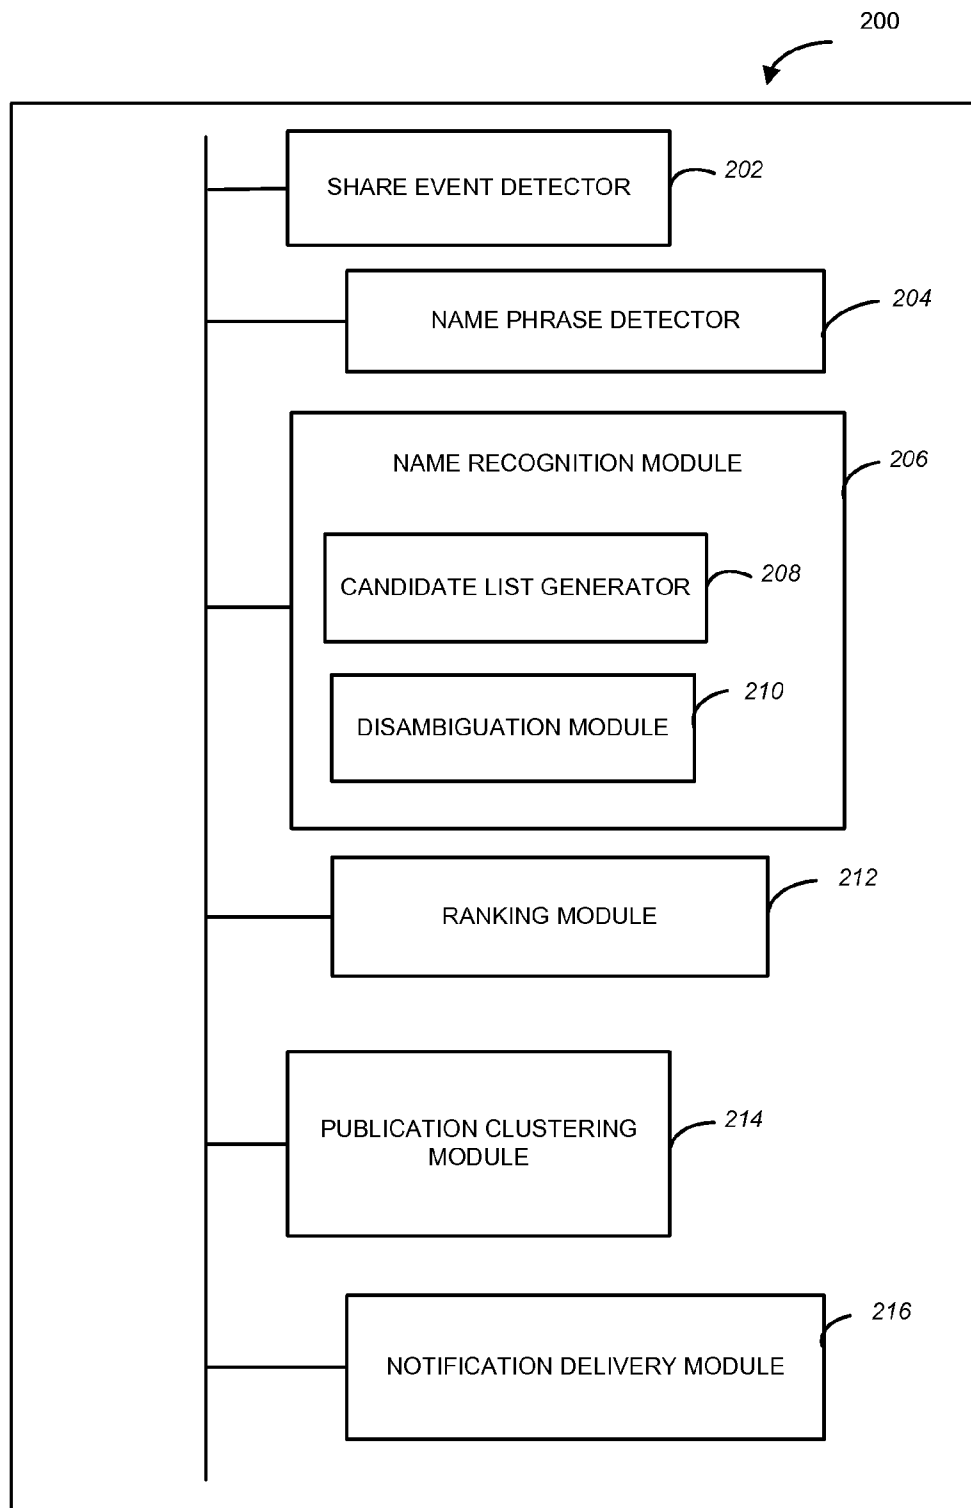 200
SHARE EVENT DETECTOR
202
NAME PHRASE DETECTOR
204
NAME RECOGNITION MODULE
206
CANDIDATE LIST GENERATOR
208
DISAMBIGUATION MODULE
210
RANKING MODULE
212
PUBLICATION CLUSTERING
MODULE
214
NOTIFICATION DELIVERY MODULE
216